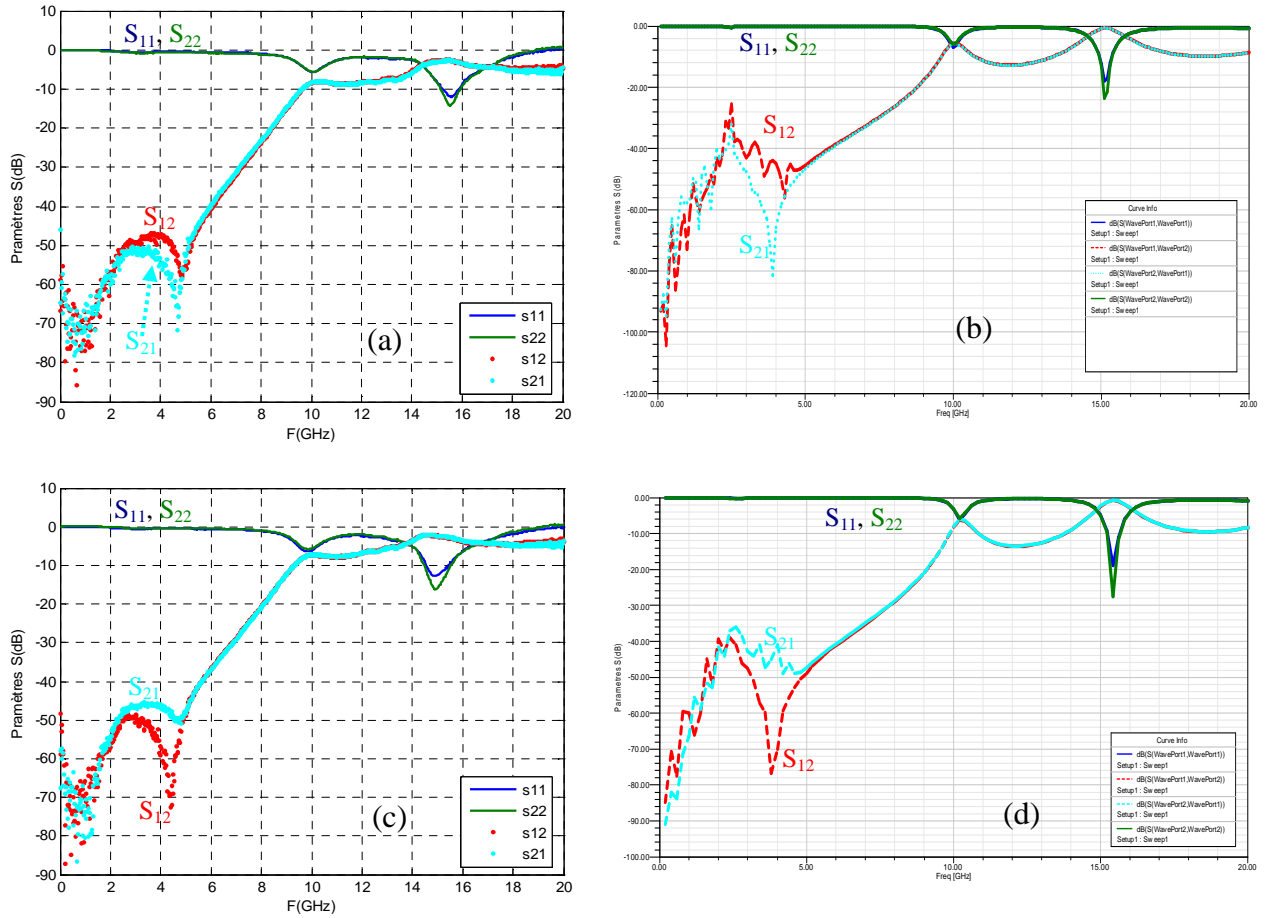 S11, S22
10
0
-10
-20
-30
-40
-50
-60
-70
-80
-90
Pramètres S(dB)
S12
S21
(a)
s11
s22
s12
s21
0 2 4 6 8 10 12 14 16 18 20
F(GHz)
S11, S22
0.00
-20.00
-40.00
-60.00
-80.00
-100.00
-120.00
Parametres S(dB)
S12
S21
(b)
Curve Info
dB(S(WavePort1,WavePort1))
Setup1 : Sweep1
dB(S(WavePort1,WavePort2))
Setup1 : Sweep1
dB(S(WavePort2,WavePort1))
Setup1 : Sweep1
dB(S(WavePort2,WavePort2))
Setup1 : Sweep1
0.00 5.00 10.00 15.00 20.00
Freq [GHz]
S11, S22
10
0
-10
-20
-30
-40
-50
-60
-70
-80
-90
Pramètres S(dB)
S21
S12
(c)
s11
s22
s12
s21
0 2 4 6 8 10 12 14 16 18 20
F(GHz)
S11, S22
0.00
-10.00
-20.00
-30.00
-40.00
-50.00
-60.00
-70.00
-80.00
-90.00
-100.00
Parametres S(dB)
S21
S12
(d)
Curve Info
dB(S(WavePort1,WavePort1))
Setup1 : Sweep1
dB(S(WavePort1,WavePort2))
Setup1 : Sweep1
dB(S(WavePort2,WavePort1))
Setup1 : Sweep1
dB(S(WavePort2,WavePort2))
Setup1 : Sweep1
0.00 5.00 10.00 15.00 20.00
Freq [GHz]